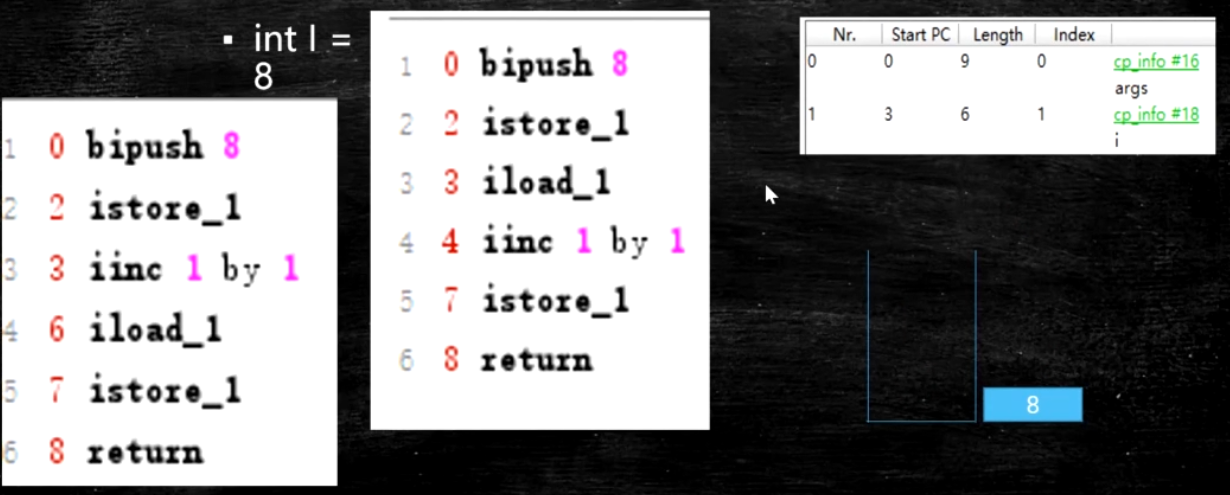 ▪ int l =
8
1 0 bipush 8
2 2 istore_1
3 3 iinc 1 by 1
4 6 iload_1
5 7 istore_1
6 8 return
1 0 bipush 8
2 2 istore_1
3 3 iload_1
4 4 iinc 1 by 1
5 7 istore_1
6 8 return
Nr. Start PC Length Index
0 0 9 0 cp_info #16
args
1 3 6 1 cp_info #18
i
8